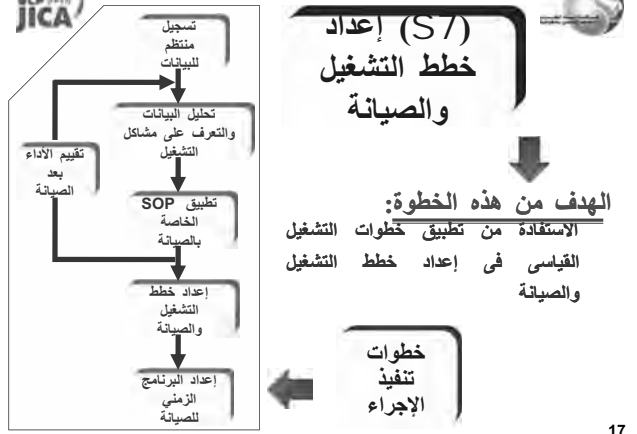 JICA
(S7) إعداد
خطط التشغيل
والصيانة
الهدف من هذه الخطوة:
الاستفادة من تطبيق خطوات التشغيل
القياسى فى إعداد خطط التشغيل
والصيانة
خطوات
تنفيذ
الإجراء
تسجيل
منتظم
للبيانات
تحليل البيانات
والتعرف على مشاكل
التشغيل
تطبيق SOP
الخاصة
بالصيانة
إعداد خطط
التشغيل
والصيانة
إعداد البرنامج
الزمني
للصيانة
تقييم الأداء
بعد
الصيانة
17